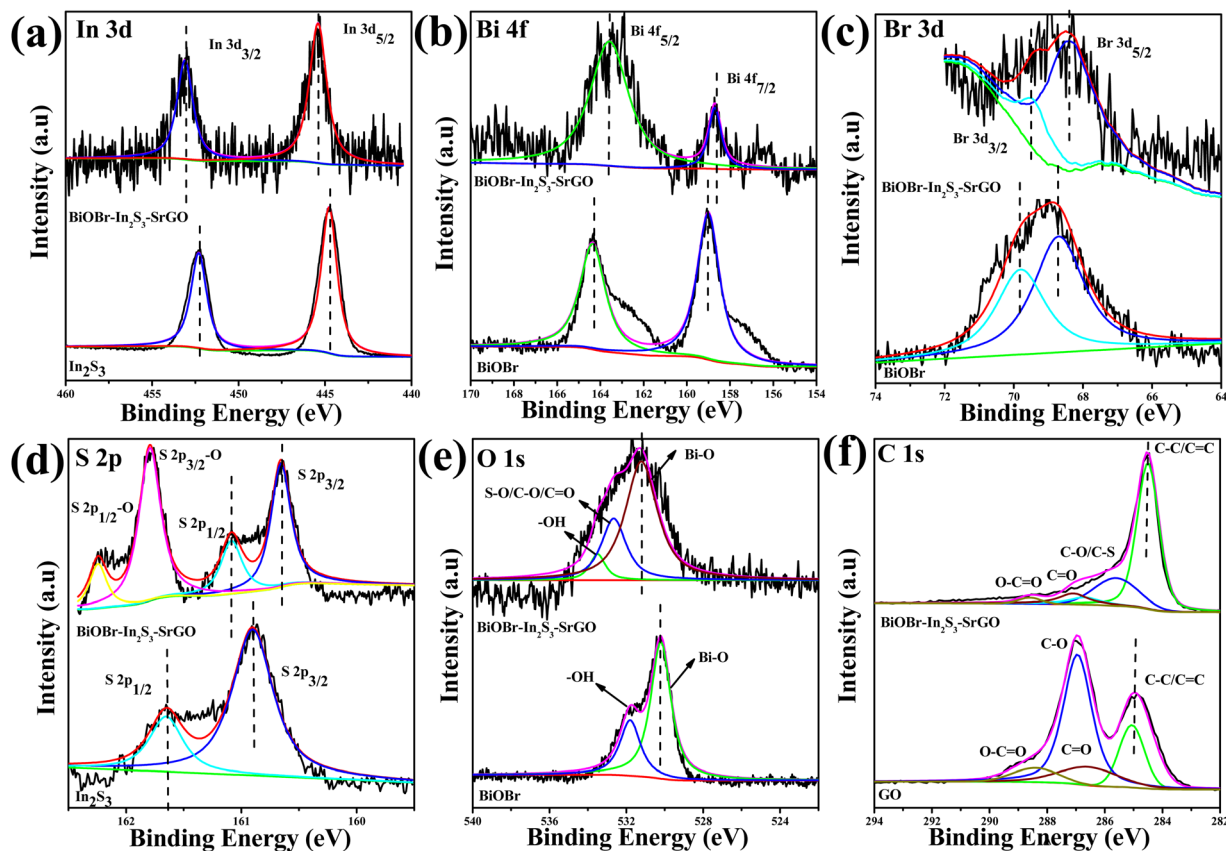 (a) In 3d
In 3d3/2
In 3d5/2
BiOBr-In2S3-SrGO
In2S3
Intensity (a.u)
460 455 450 445 440
Binding Energy (eV)
(b) Bi 4f
Bi 4f5/2
Bi 4f7/2
BiOBr-In2S3-SrGO
BiOBr
Intensity (a.u)
170 168 166 164 162 160 158 156 154
Binding Energy (eV)
(c) Br 3d
Br 3d5/2
Br 3d3/2
BiOBr-In2S3-SrGO
BiOBr
Intensity (a.u)
74 72 70 68 66 64
Binding Energy (eV)
(d) S 2p
S 2p3/2-O
S 2p1/2-O
S 2p1/2
S 2p3/2
BiOBr-In2S3-SrGO
S 2p1/2
S 2p3/2
In2S3
Intensity (a.u)
162 161 160
Binding Energy (eV)
(e) O 1s
Bi-O
S-O/C-O/C=O
-OH
BiOBr-In2S3-SrGO
-OH
Bi-O
BiOBr
Intensity (a.u)
540 536 532 528 524 520
Binding Energy (eV)
(f) C 1s
C-C/C=C
C-O/C-S
C=O
O-C=O
BiOBr-In2S3-SrGO
C-O
C-C/C=C
O-C=O
C=O
GO
Intensity (a.u)
294 292 290 288 286 284 282
Binding Energy (eV)